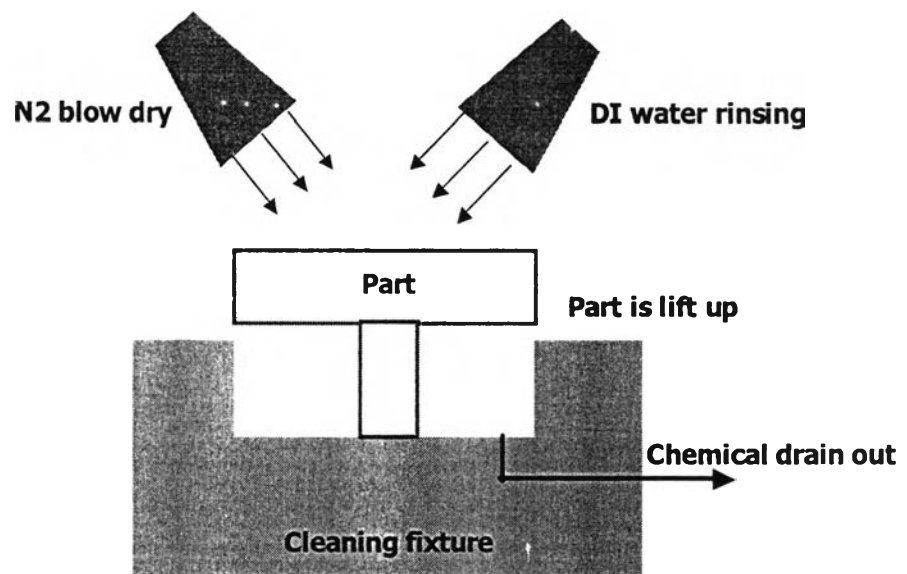 N2 blow dry
DI water rinsing
Part
Part is lift up
Chemical drain out
Cleaning fixture